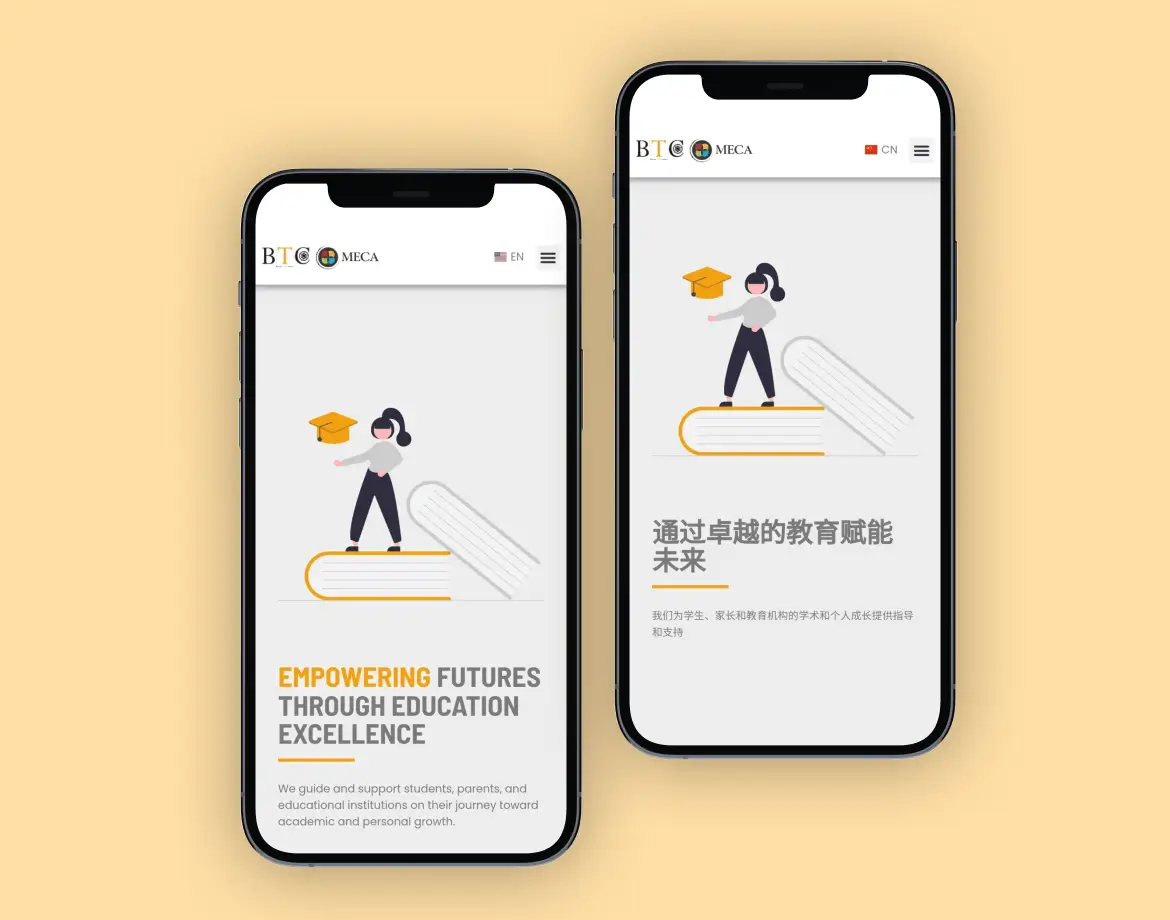 BTC MECA
EN
EMPOWERING FUTURES
THROUGH EDUCATION
EXCELLENCE
We guide and support students, parents, and
educational institutions on their journey toward
academic and personal growth.
BTC MECA
CN
通过卓越的教育赋能
未来
我们为学生、家长和教育机构的学术和个人成长提供指导
和支持